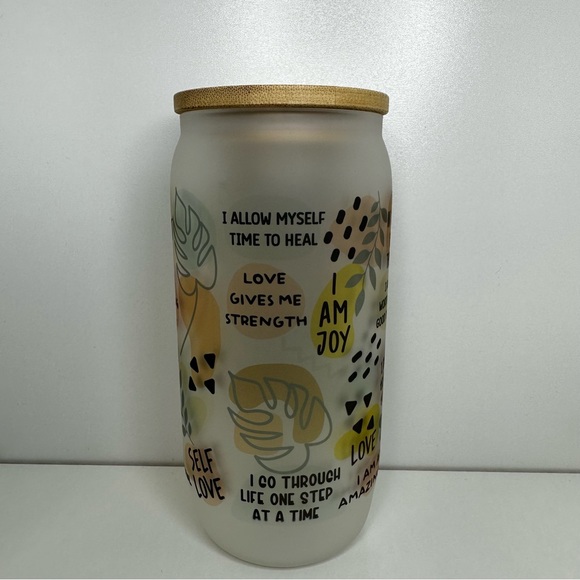 I ALLOW MYSELF
TIME TO HEAL
LOVE
GIVES ME
STRENGTH
I
AM
JOY
SELF
LOVE
I GO THROUGH
LIFE ONE STEP
AT A TIME
LOVE
I AM